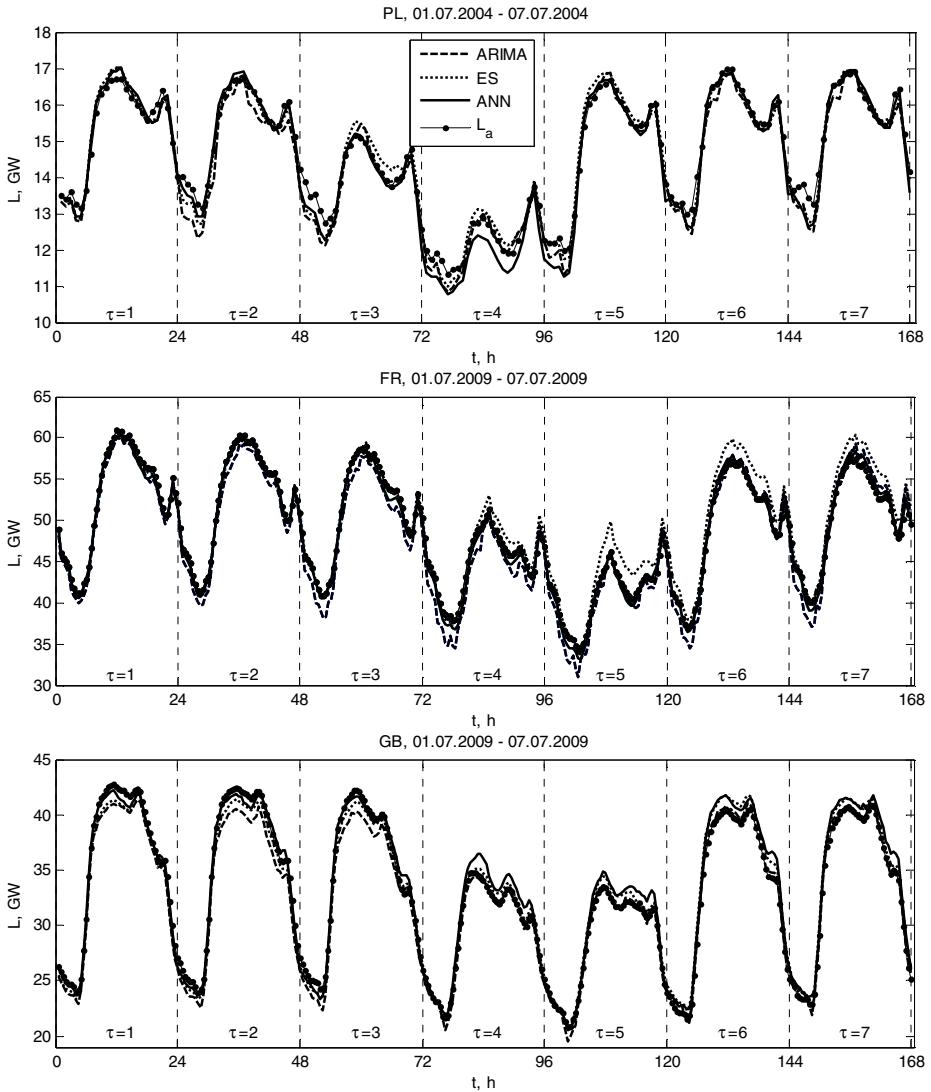 PL, 01.07.2004 - 07.07.2004
18
17
16
15
14
13
12
11
10
L, GW
ARIMA
ES
ANN
La
τ=1 τ=2 τ=3 τ=4 τ=5 τ=6 τ=7
0 24 48 72 96 120 144 168
t, h
FR, 01.07.2009 - 07.07.2009
65
60
55
50
45
40
35
30
L, GW
τ=1 τ=2 τ=3 τ=4 τ=5 τ=6 τ=7
0 24 48 72 96 120 144 168
t, h
GB, 01.07.2009 - 07.07.2009
45
40
35
30
25
20
L, GW
τ=1 τ=2 τ=3 τ=4 τ=5 τ=6 τ=7
0 24 48 72 96 120 144 168
t, h